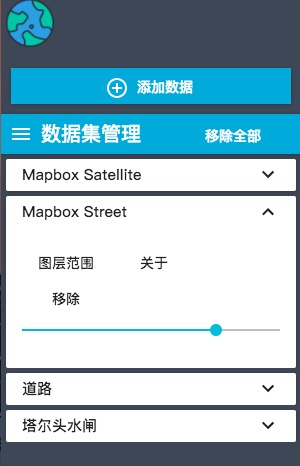 添加数据
数据集管理 移除全部
Mapbox Satellite
Mapbox Street
图层范围 关于
移除
道路
塔尔头水闸